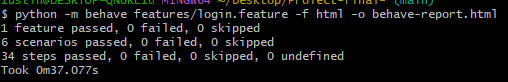 $ python -m behave features/login.feature -f html -o behave-report.html
1 feature passed, 0 failed, 0 skipped
6 scenarios passed, 0 failed, 0 skipped
34 steps passed, 0 failed, 0 skipped, 0 undefined
Took 0m37.077s